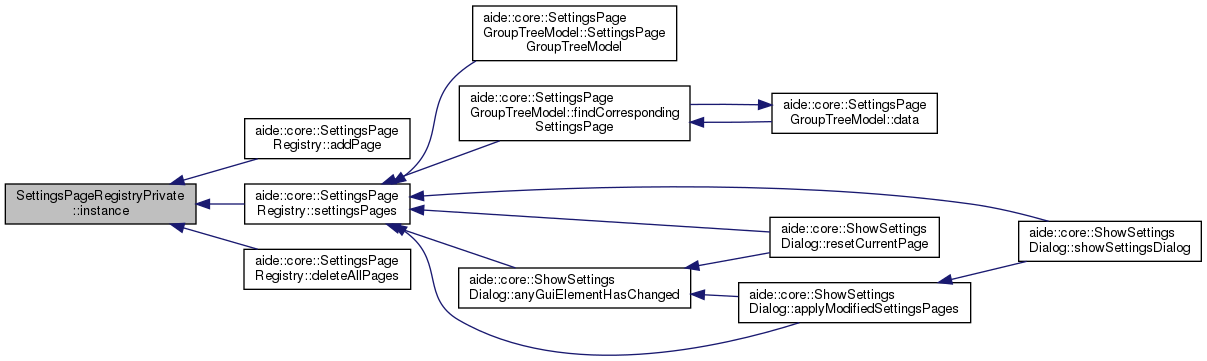 SettingsPageRegistryPrivate
::instance
aide::core::SettingsPage
Registry::addPage
aide::core::SettingsPage
Registry::settingsPages
aide::core::SettingsPage
Registry::deleteAllPages
aide::core::SettingsPage
GroupTreeModel::SettingsPage
GroupTreeModel
aide::core::SettingsPage
GroupTreeModel::findCorresponding
SettingsPage
aide::core::SettingsPage
GroupTreeModel::data
aide::core::ShowSettings
Dialog::anyGuiElementHasChanged
aide::core::ShowSettings
Dialog::resetCurrentPage
aide::core::ShowSettings
Dialog::applyModifiedSettingsPages
aide::core::ShowSettings
Dialog::showSettingsDialog